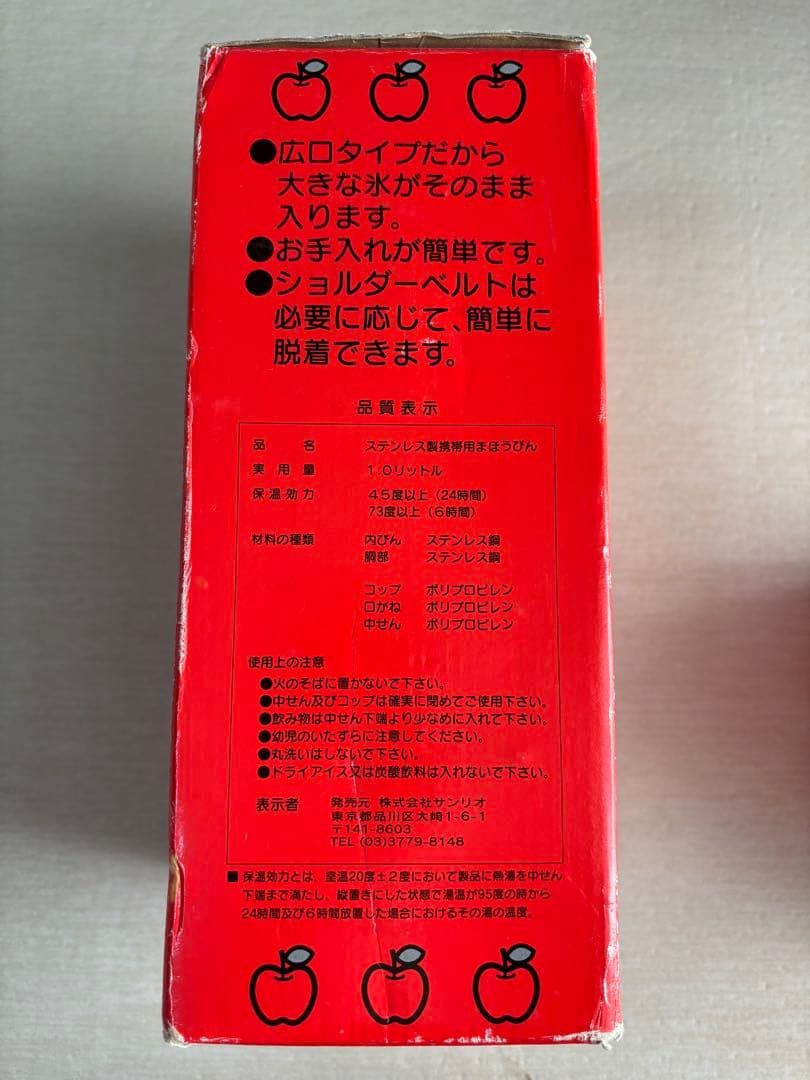 ●広口タイプだから
大きな氷がそのまま
入ります。
●お手入れが簡単です。
●ショルダーベルトは
必要に応じて、簡単に
脱着できます。
品質表示
品名 ステンレス製携帯用まほうびん
実用量 1.0リットル
保温効力 45度以上(24時間)
73度以上(6時間)
材料の種類 内びん ステンレス鋼
胴部 ステンレス鋼
コップ ポリプロピレン
口がね ポリプロピレン
中せん ポリプロピレン
使用上の注意
●火のそばに置かないで下さい。
●中せん及びコップは確実に閉めてご使用下さい。
●飲み物は中せん下端より少なめに入れて下さい。
●幼児のいたずらに注意してください。
●丸洗いはしないで下さい。
●ドライアイス又は炭酸飲料は入れないで下さい。
表示者 発売元 株式会社サンリオ
東京都品川区大﨑1-6-1
〒141-8603
TEL (03)3779-8148
■保温効力とは、室温20度±2度において製品に熱湯を中せん
下端まで満たし、縦置きにした状態で湯温が95度の時から
24時間及び6時間放置した場合におけるその湯の温度。